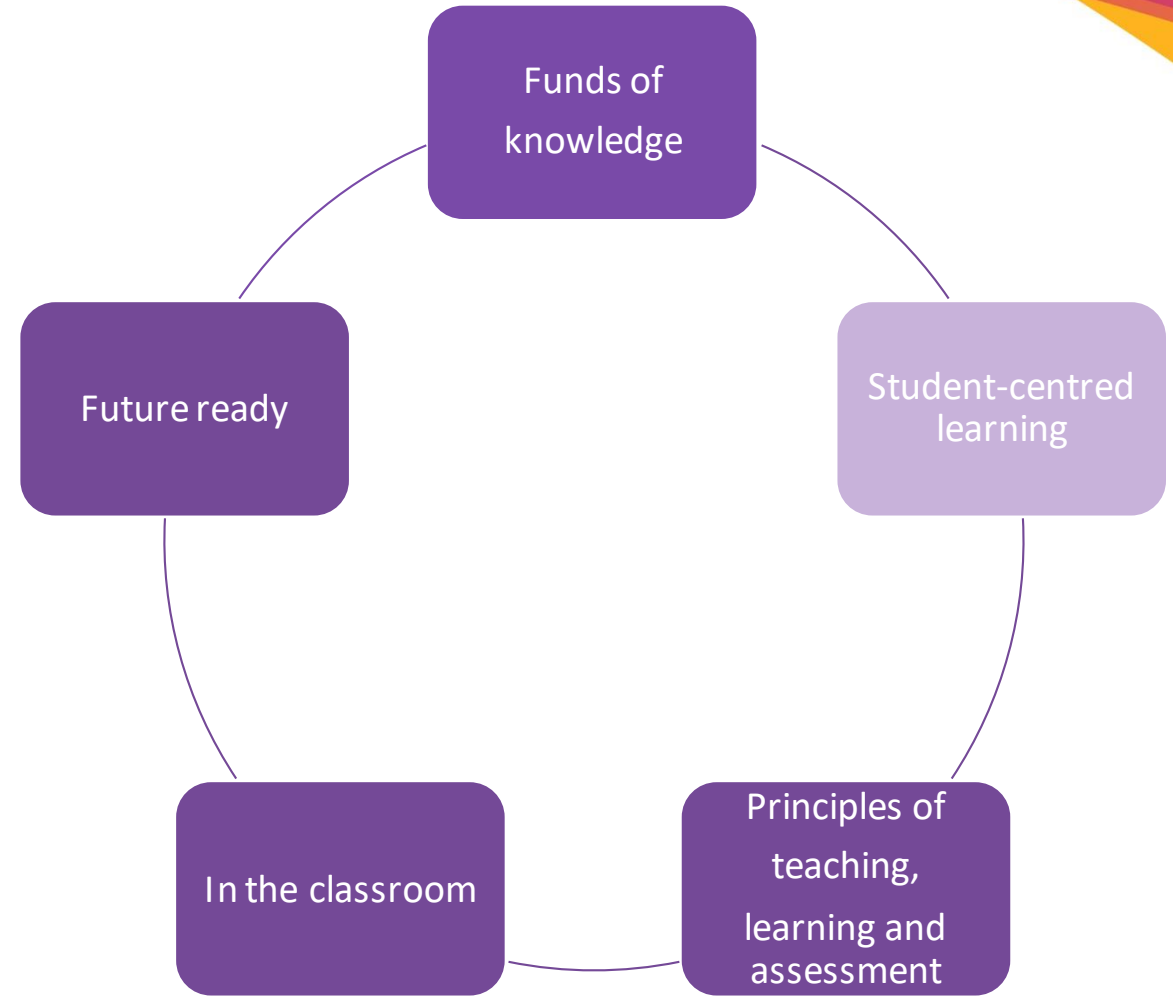 Funds of
knowledge
Student-centred
learning
Principles of
teaching,
learning and
assessment
In the classroom
Future ready